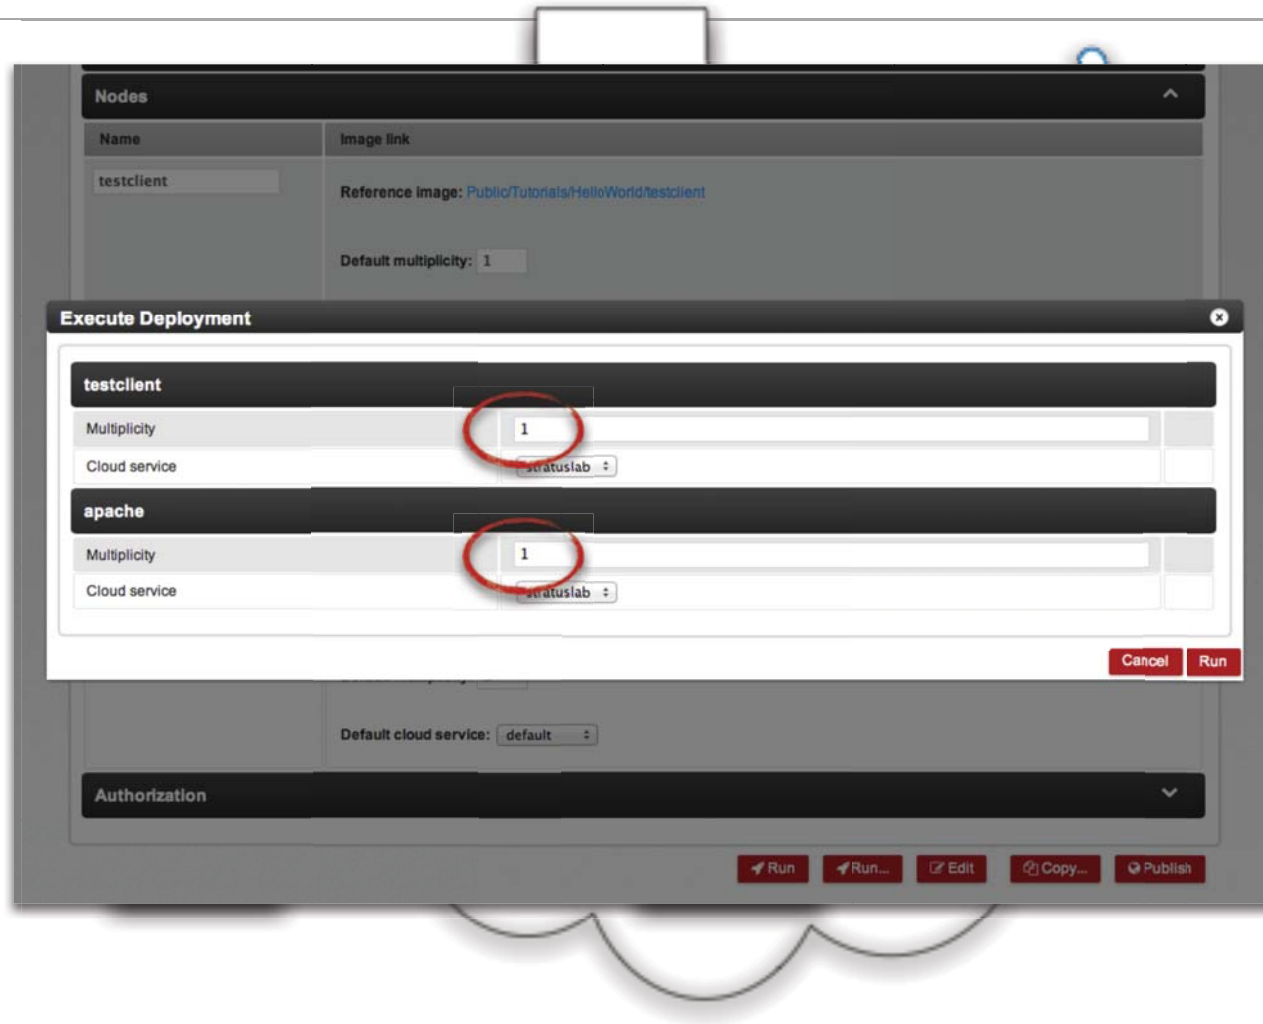 Nodes
Name Image link
testclient
Reference image: Public/Tutorials/HelloWorld/testclient
Default multiplicity: 1
Execute Deployment
testclient
Multiplicity 1
Cloud service stratuslab
apache
Multiplicity 1
Cloud service stratuslab
Cancel Run
Default cloud service: default
Authorization
Run Run... Edit Copy... Publish